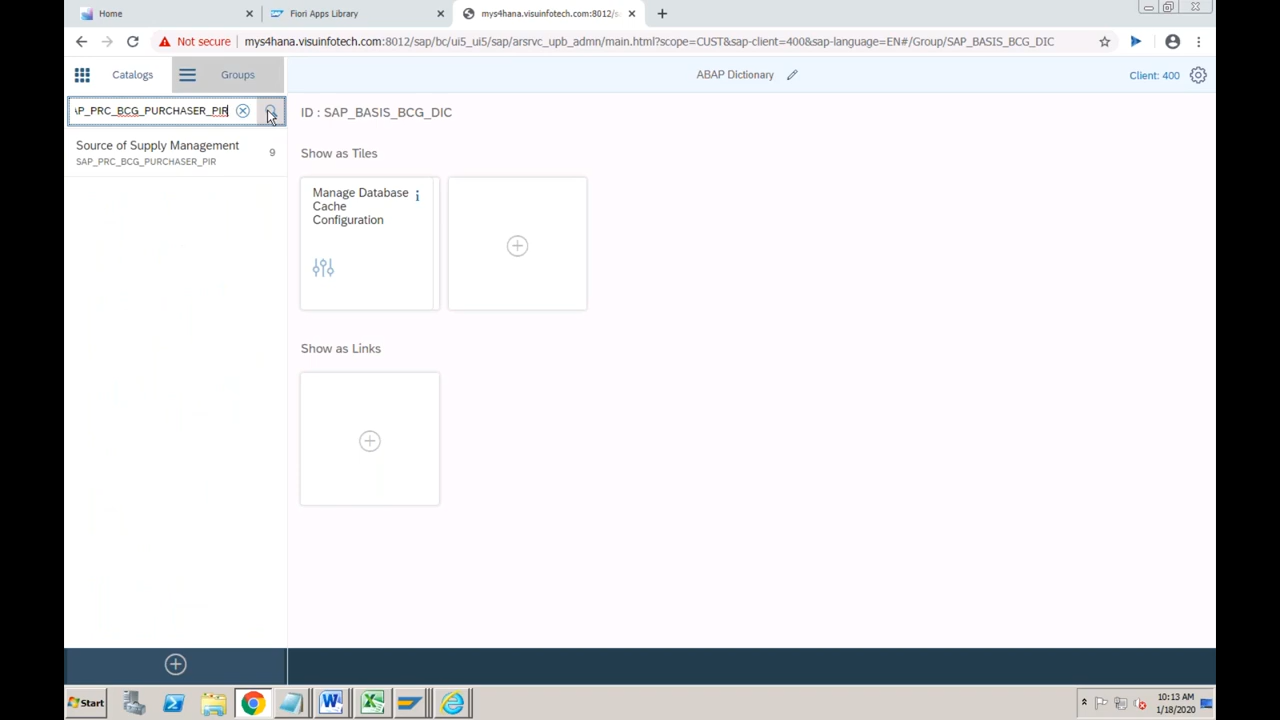 Home
Fiori Apps Library
mys4hana.visuinfotech.com:8012/s
Not secure
mys4hana.visuinfotech.com:8012/sap/bc/ui5_ui5/sap/arsrvc_upb_admn/main.html?scope=CUST&sap-client=400&sap-language=EN#/Group/SAP_BASIS_BCG_DIC
Catalogs
Groups
ABAP Dictionary
Client: 400
AP_PRC_BCG_PURCHASER_PIR
ID : SAP_BASIS_BCG_DIC
Source of Supply Management
9
SAP_PRC_BCG_PURCHASER_PIR
Show as Tiles
Manage Database
Cache
Configuration
Show as Links
Start
10:13 AM
1/18/2020